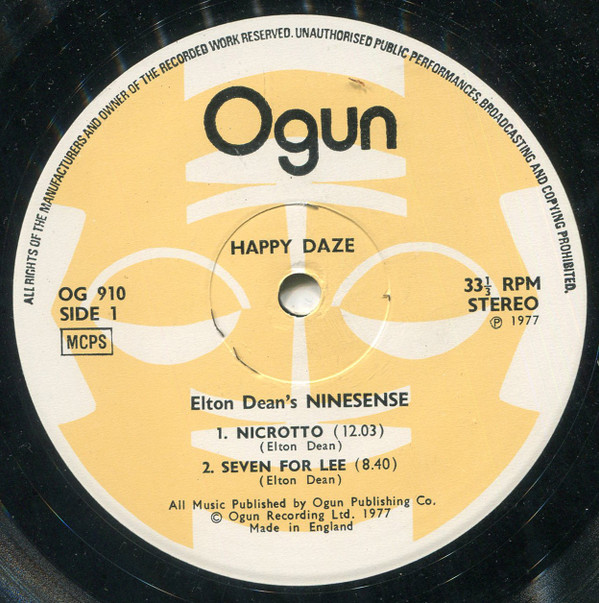 ALL RIGHTS OF THE MANUFACTURERS AND OWNER OF THE RECORDED WORK RESERVED. UNAUTHORISED PUBLIC PERFORMANCES, BROADCASTING AND COPYING PROHIBITED.
Ogun
HAPPY DAZE
OG 910
SIDE 1
MCPS
33⅓ RPM
STEREO
℗ 1977
Elton Dean's NINESENSE
1. NICROTTO (12.03)
(Elton Dean)
2. SEVEN FOR LEE (8.40)
(Elton Dean)
All Music Published by Ogun Publishing Co.
© Ogun Recording Ltd. 1977
Made in England